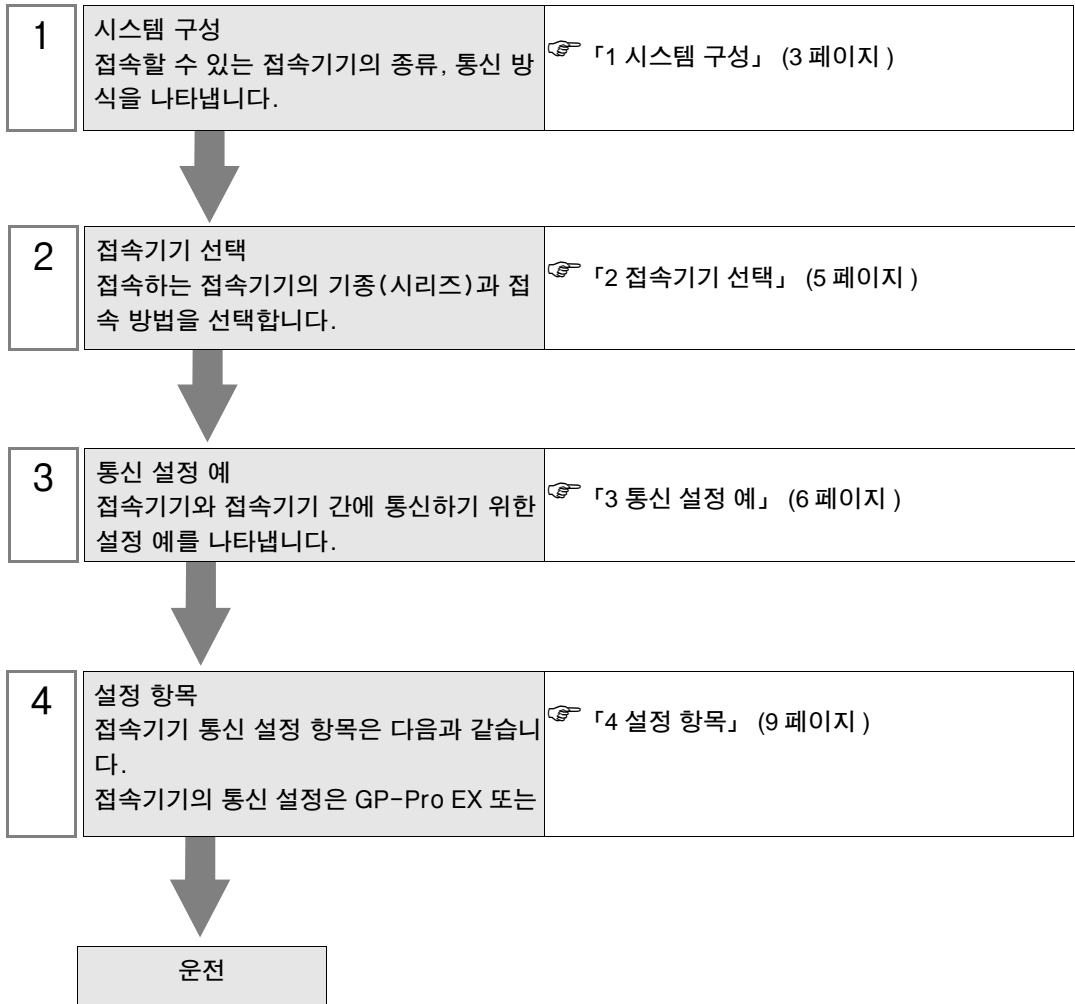 1
시스템 구성
접속할 수 있는 접속기기의 종류, 통신 방
식을 나타냅니다.
☞ 「1 시스템 구성」 (3 페이지 )
2
접속기기 선택
접속하는 접속기기의 기종(시리즈)과 접
속 방법을 선택합니다.
☞ 「2 접속기기 선택」 (5 페이지 )
3
통신 설정 예
접속기기와 접속기기 간에 통신하기 위한
설정 예를 나타냅니다.
☞ 「3 통신 설정 예」 (6 페이지 )
4
설정 항목
접속기기 통신 설정 항목은 다음과 같습니
다.
접속기기의 통신 설정은 GP-Pro EX 또는
☞ 「4 설정 항목」 (9 페이지 )
운전